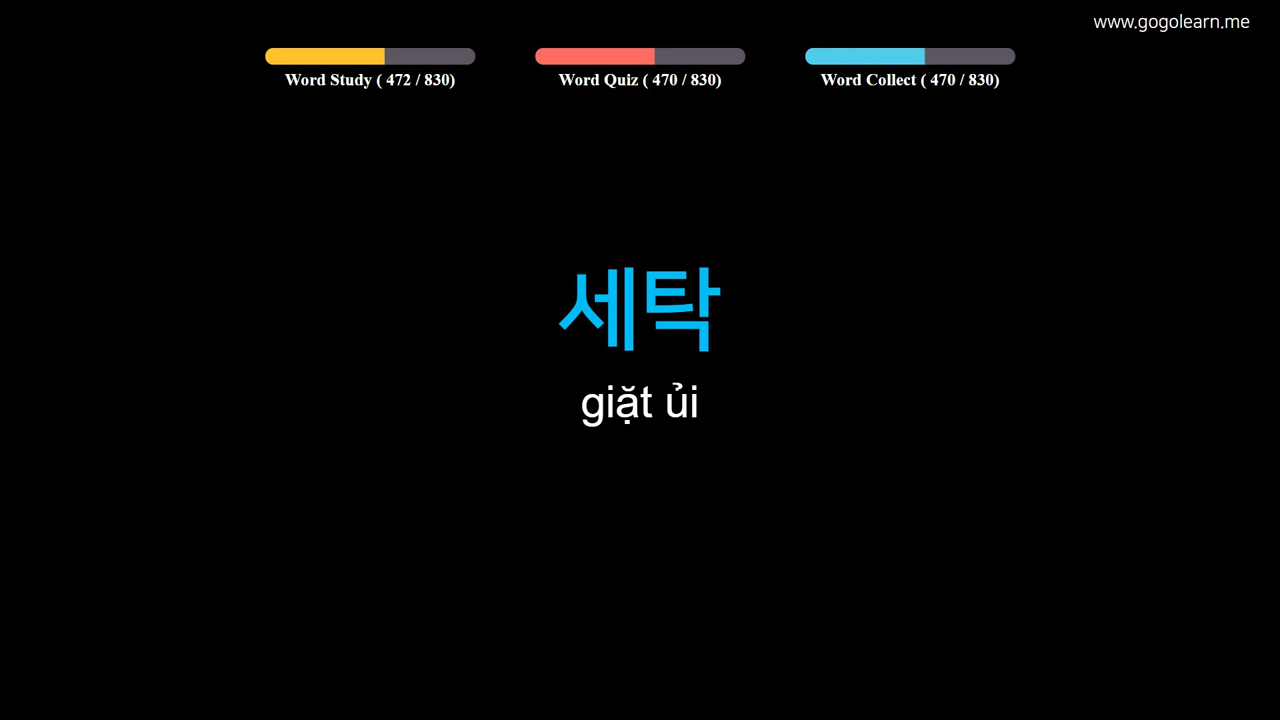 www.gogolearn.me
Word Study ( 472 / 830)
Word Quiz ( 470 / 830)
Word Collect ( 470 / 830)
세탁
giặt ủi